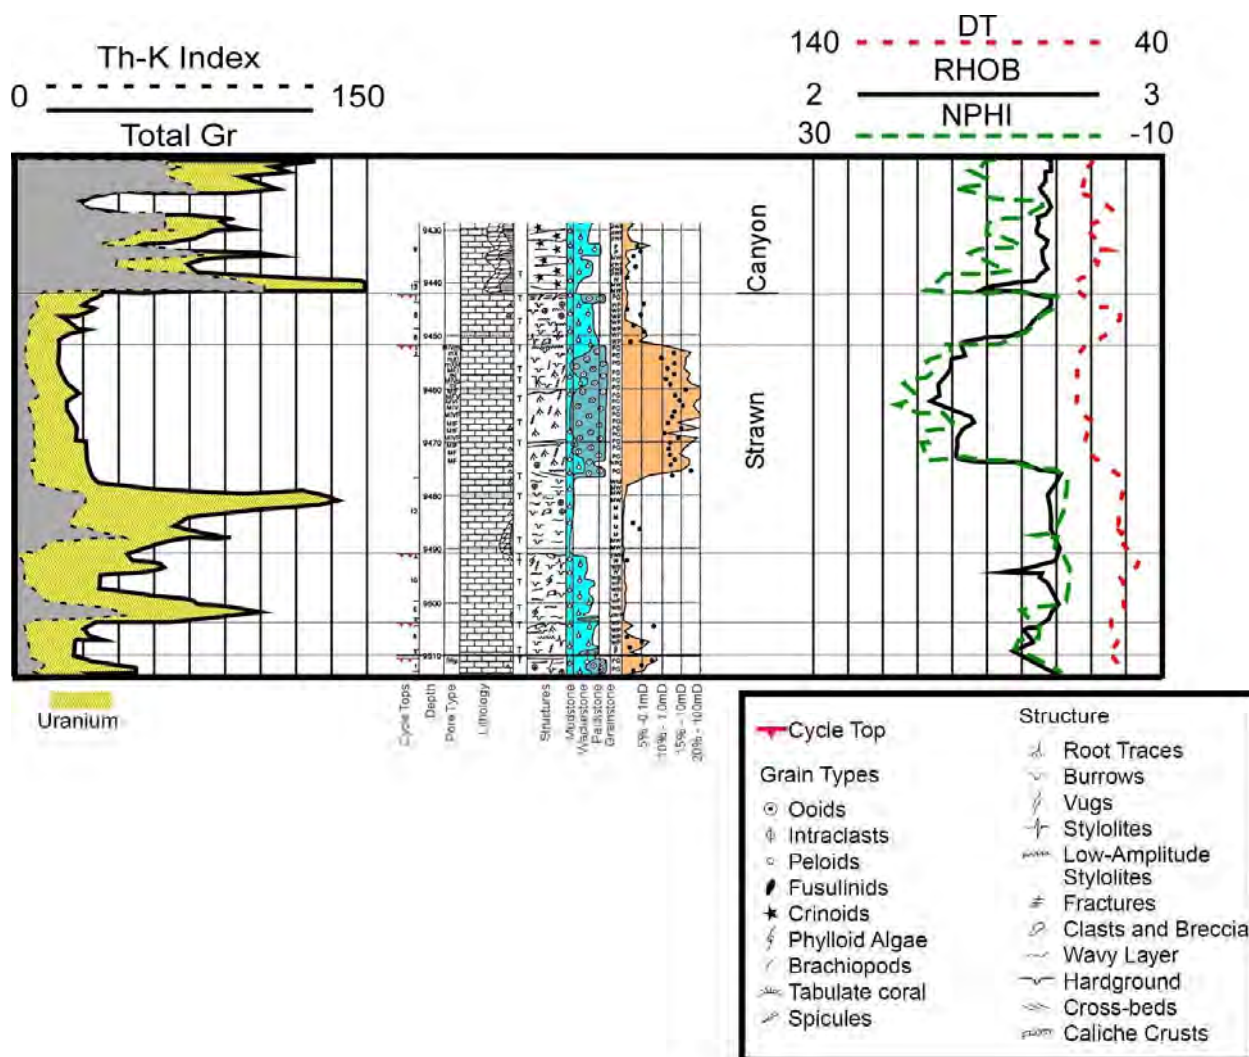 DT
140 40
Th-K Index
RHOB
0 150
2 3
Total Gr
NPHI
30 -10
Canyon
Strawn
9430
9440
9450
9460
9470
9480
9490
9500
9510
T
Uranium
Cycle Tops
Depth
Pore Type
Lithology
Structures
Mudstone
Wackestone
Packstone
Grainstone
5% -0.1mD
10% - 1.0mD
15% - 10mD
20% - 100mD
Cycle Top
Grain Types
Ooids
Intraclasts
Peloids
Fusulinids
Crinoids
Phylloid Algae
Brachiopods
Tabulate coral
Spicules
Structure
Root Traces
Burrows
Vugs
Stylolites
Low-Amplitude
Stylolites
Fractures
Clasts and Breccia
Wavy Layer
Hardground
Cross-beds
Caliche Crusts